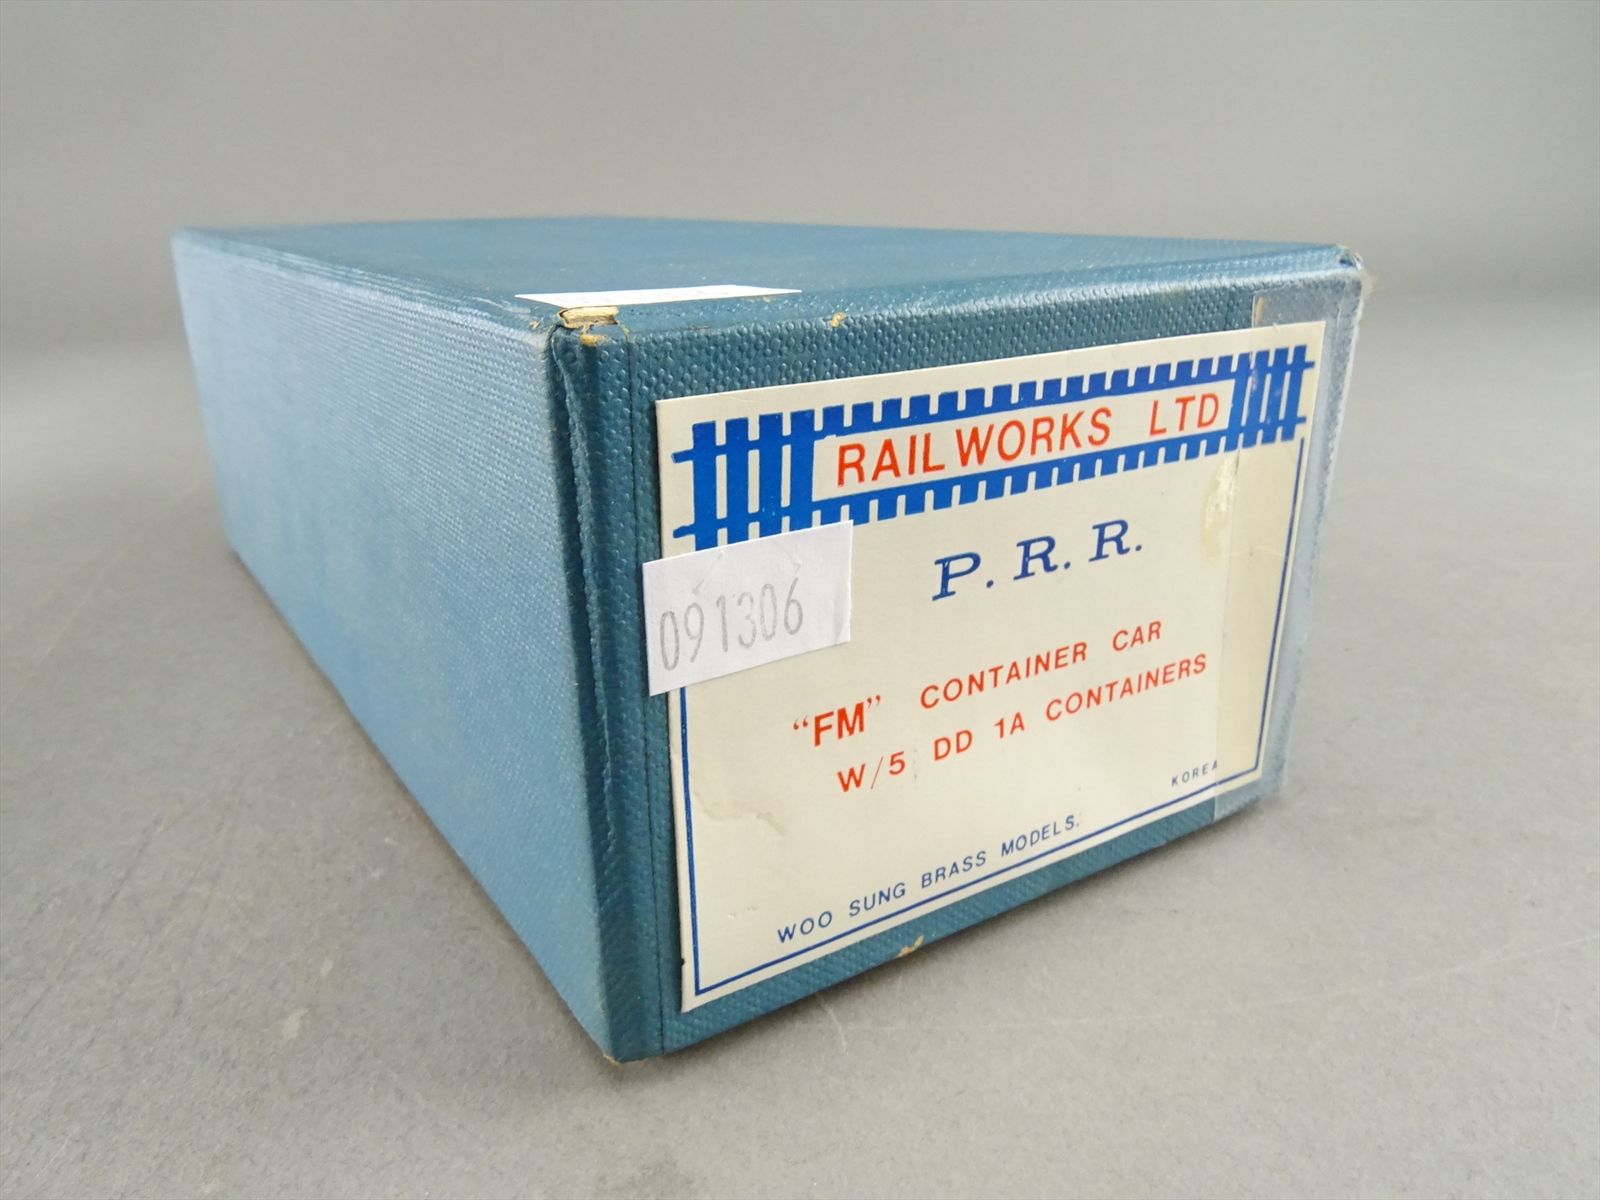 RAILWORKS LTD
P. R. R.
091306
"FM" CONTAINER CAR
W/5 DD 1A CONTAINERS
KOREA
WOO SUNG BRASS MODELS.